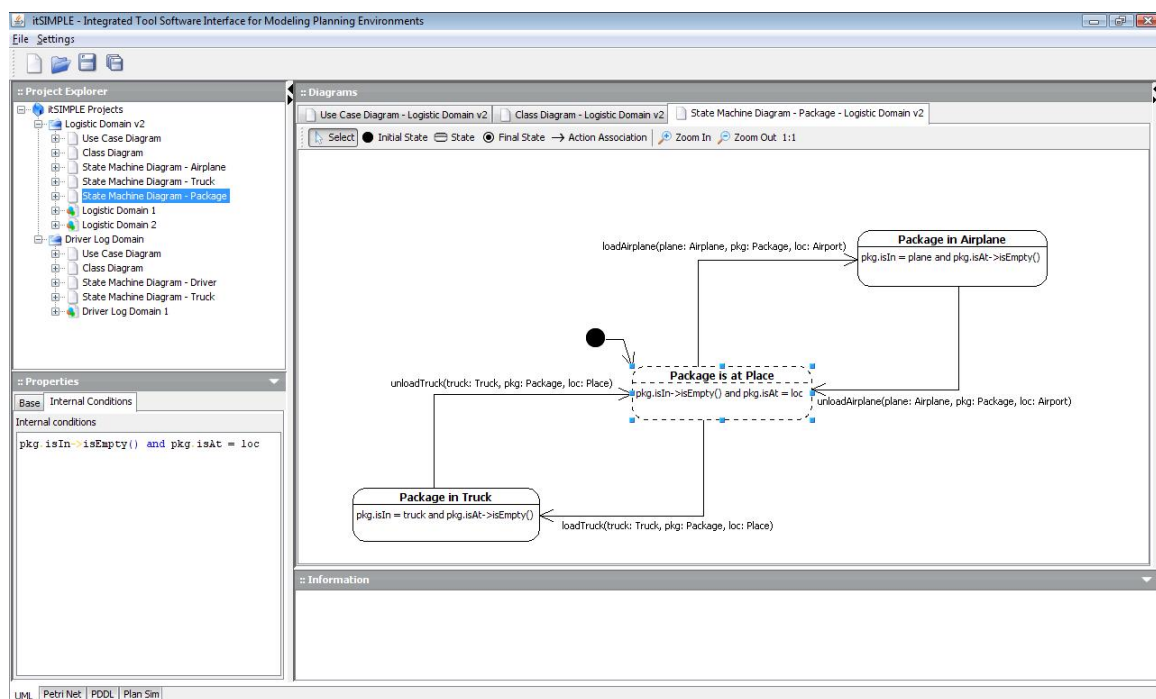 itSIMPLE - Integrated Tool Software Interface for Modeling Planning Environments
File Settings
:: Project Explorer
itSIMPLE Projects
Logistic Domain v2
Use Case Diagram
Class Diagram
State Machine Diagram - Airplane
State Machine Diagram - Truck
State Machine Diagram - Package
Logistic Domain 1
Logistic Domain 2
Driver Log Domain
Use Case Diagram
Class Diagram
State Machine Diagram - Driver
State Machine Diagram - Truck
Driver Log Domain 1
:: Properties
Base Internal Conditions
Internal conditions
pkg.isIn->isEmpty() and pkg.isAt = loc
:: Diagrams
Use Case Diagram - Logistic Domain v2 Class Diagram - Logistic Domain v2 State Machine Diagram - Package - Logistic Domain v2
Select Initial State State Final State Action Association Zoom In Zoom Out 1:1
loadAirplane(plane: Airplane, pkg: Package, loc: Airport)
Package in Airplane
pkg.isIn = plane and pkg.isAt->isEmpty()
Package is at Place
pkg.isIn->isEmpty() and pkg.isAt = loc
unloadTruck(truck: Truck, pkg: Package, loc: Place)
unloadAirplane(plane: Airplane, pkg: Package, loc: Airport)
Package in Truck
pkg.isIn = truck and pkg.isAt->isEmpty()
loadTruck(truck: Truck, pkg: Package, loc: Place)
:: Information
UML Petri Net PDDL Plan Sim